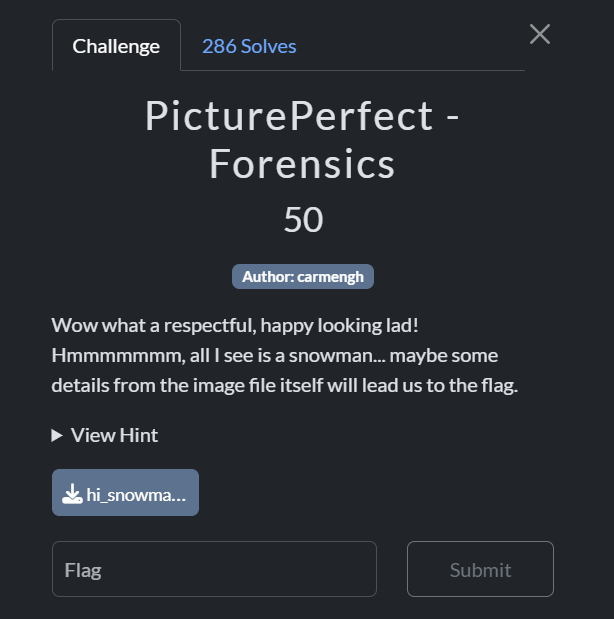 Challenge
286 Solves
PicturePerfect -
Forensics
50
Author: carmengh
Wow what a respectful, happy looking lad!
Hmmmmmmm, all I see is a snowman... maybe some
details from the image file itself will lead us to the flag.
View Hint
hi_snowma...
Flag
Submit